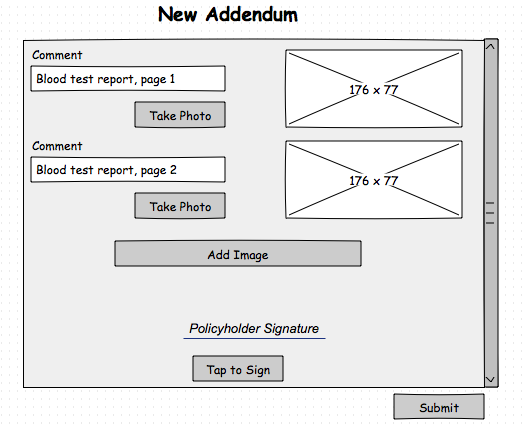 New Addendum
Comment
Blood test report, page 1
176 x 77
Take Photo
Comment
Blood test report, page 2
176 x 77
Take Photo
Add Image
Policyholder Signature
Tap to Sign
Submit